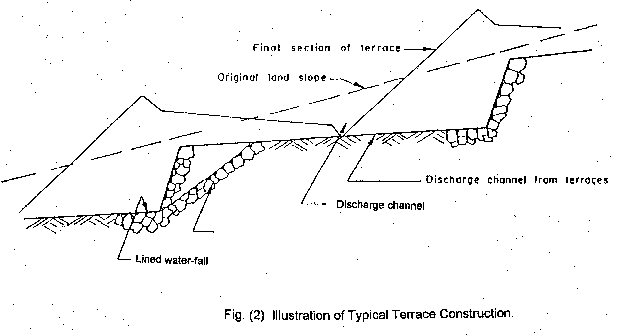 Final section of terrace
Original land slope
Discharge channel from terraces
Discharge channel
Lined water-fall
Fig. (2) Illustration of Typical Terrace Construction.